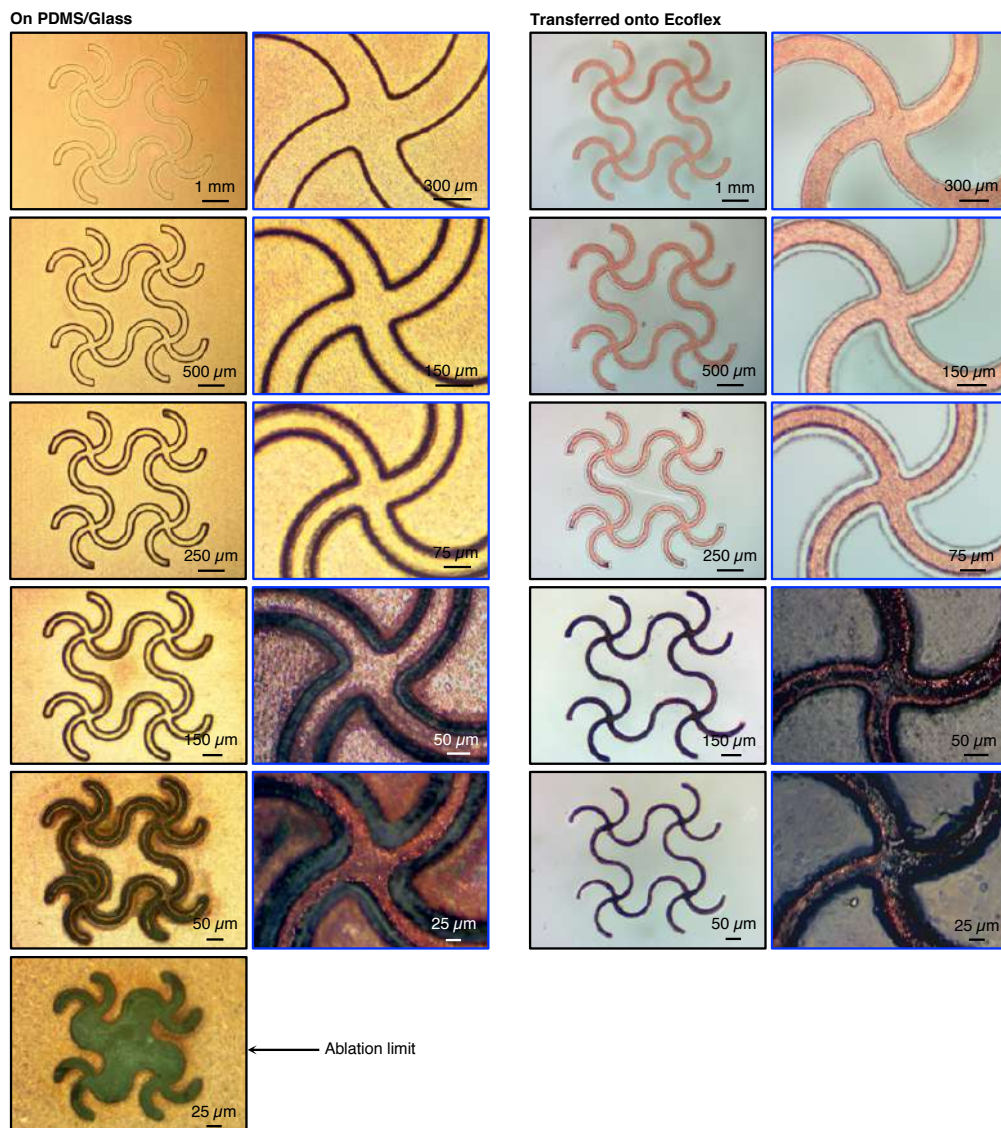 On PDMS/Glass
Transferred onto Ecoflex
1 mm
300 µm
1 mm
300 µm
500 µm
150 µm
500 µm
150 µm
250 µm
75 µm
250 µm
75 µm
150 µm
50 µm
150 µm
50 µm
50 µm
25 µm
50 µm
25 µm
Ablation limit
25 µm